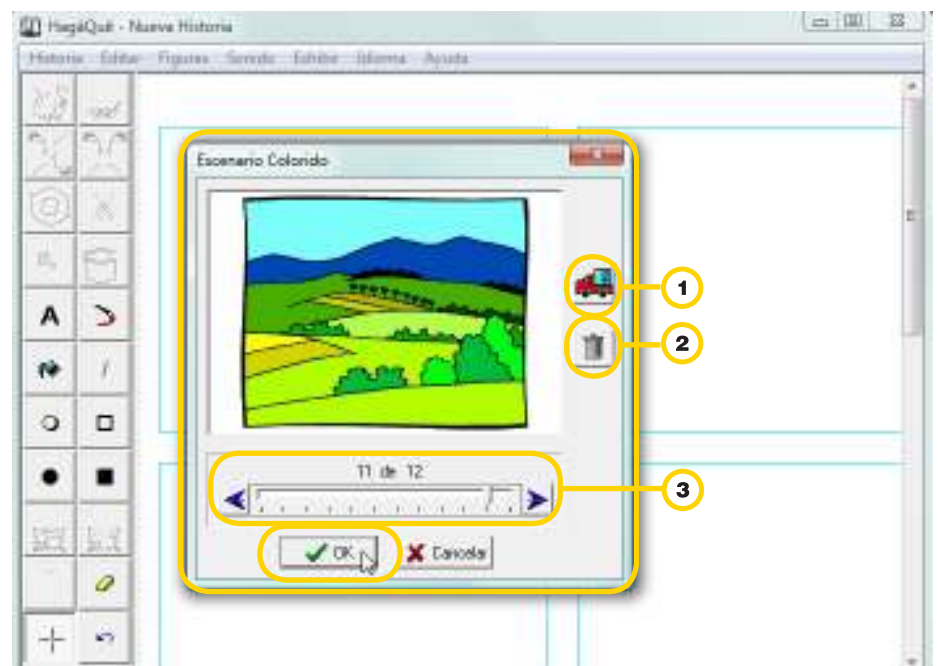 HagáQué - Nueva Historia
Historia Editar Figuras Sonido Exhibir Idioma Ayuda
Escenario Colorido
1
2
A
11 de 12
3
OK
Cancelar